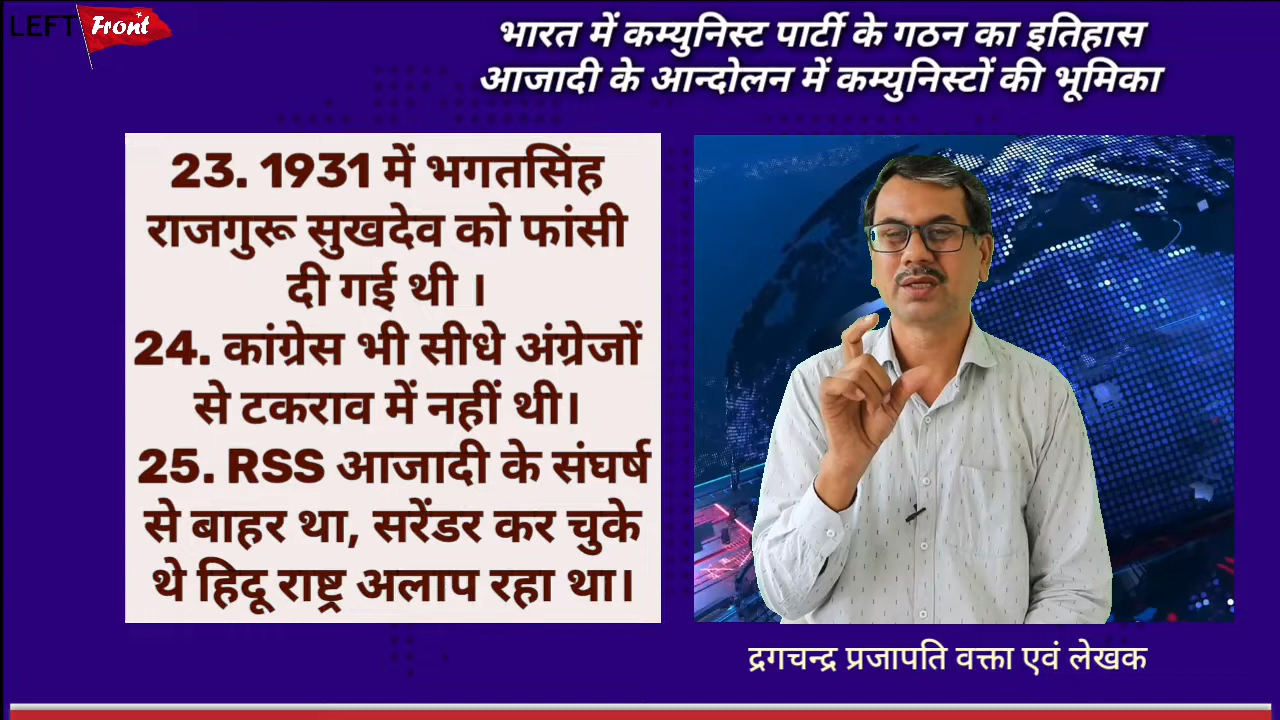 LEFT Front
भारत में कम्युनिस्ट पार्टी के गठन का इतिहास
आजादी के आन्दोलन में कम्युनिस्टों की भूमिका
23. 1931 में भगतसिंह
राजगुरू सुखदेव को फांसी
दी गई थी ।
24. कांग्रेस भी सीधे अंग्रेजों
से टकराव में नहीं थी।
25. RSS आजादी के संघर्ष
से बाहर था, सरेंडर कर चुके
थे हिदू राष्ट्र अलाप रहा था।
द्रगचन्द्र प्रजापति वक्ता एवं लेखक